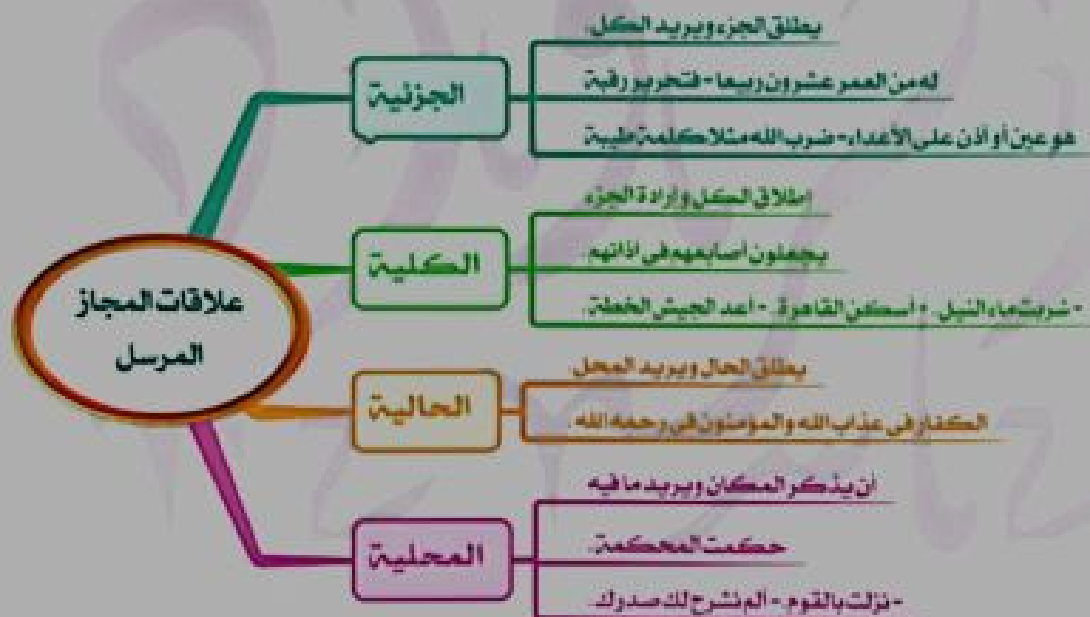 علاقات المجاز
المرسل
الجزئية
يطلق الجزء ويريد الكل.
له من العمر عشرون ربيعا - فتحرير رقبة
هو عين أو أذن على الأعداء - ضرب الله مثلا كلمة طيبة
الكلية
إطلاق الكل وإرادة الجزء
يجعلون أصابعهم فى آذانهم.
- شربت ماء النيل. - أسكن القاهرة. - أعد الجيش الخطة.
الحالية
يطلق الحال ويريد المحل
الكفار فى عذاب الله والمؤمنون فى رحمة الله.
المحلية
أن يذكر المكان ويريد ما فيه
حكمت المحكمة.
- نزلت بالقوم - ألم نشرح لك صدرك.